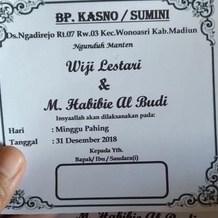 BP. KASNO / SUMINI
Ds.Ngadirejo Rt.07 Rw.03 Kec.Wonoasri Kab.Madiun
Ngunduh Manten
Wiji Lestari
&
M. Habibie Al Budi
Insyaallah akan dilaksanakan pada:
Hari : Minggu Pahing
Tanggal : 31 Desember 2018
Kepada Yth.
Bapak/ Ibu / Saudara(i)